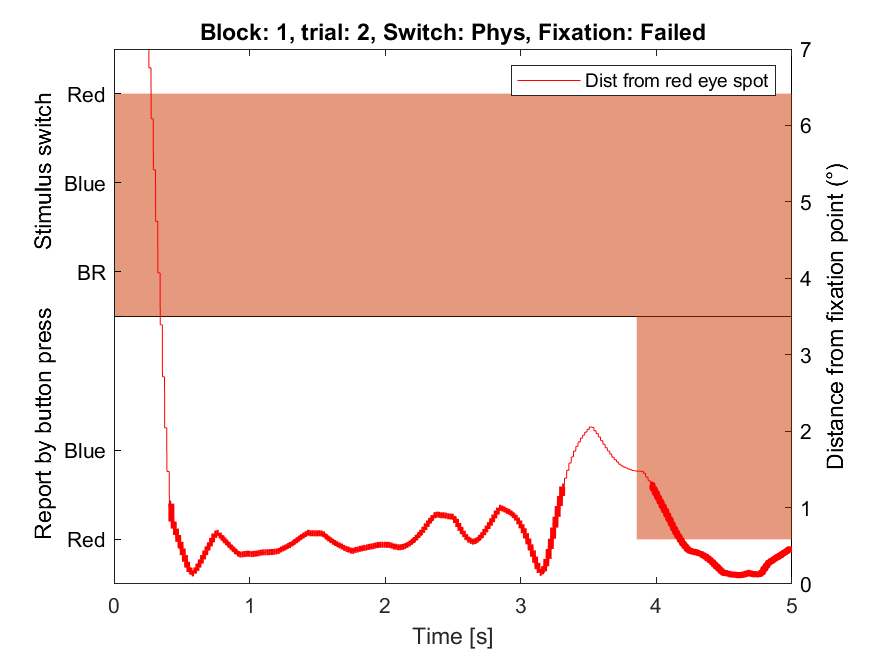 Block: 1, trial: 2, Switch: Phys, Fixation: Failed
Stimulus switch
Red
Blue
BR
Report by button press
Blue
Red
Dist from red eye spot
7
6
5
4
3
2
1
0
Distance from fixation point (°)
0 1 2 3 4 5
Time [s]